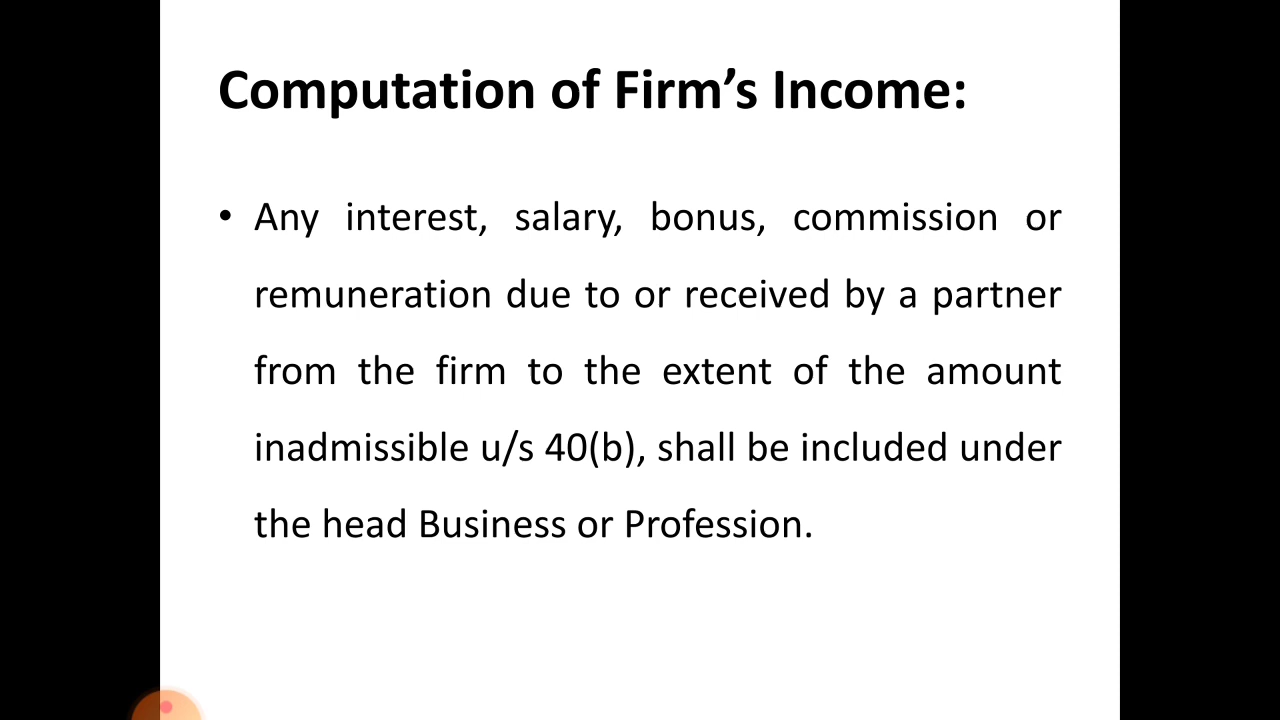 Computation of Firm’s Income:
• Any interest, salary, bonus, commission or
remuneration due to or received by a partner
from the firm to the extent of the amount
inadmissible u/s 40(b), shall be included under
the head Business or Profession.